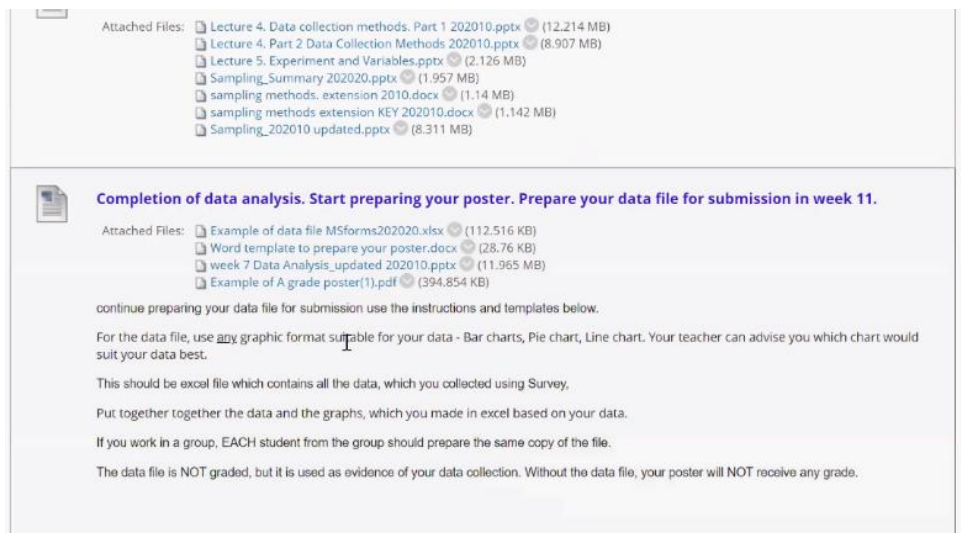 Attached Files: Lecture 4. Data collection methods. Part 1 202010.pptx (12.214 MB)
Lecture 4. Part 2 Data Collection Methods 202010.pptx (8.907 MB)
Lecture 5. Experiment and Variables.pptx (2.126 MB)
Sampling_Summary 202020.pptx (1.957 MB)
sampling methods. extension 2010.docx (1.14 MB)
sampling methods extension KEY 202010.docx (1.142 MB)
Sampling_202010 updated.pptx (8.311 MB)
Completion of data analysis. Start preparing your poster. Prepare your data file for submission in week 11.
Attached Files: Example of data file MSforms202020.xlsx (112.516 KB)
Word template to prepare your poster.docx (28.76 KB)
week 7 Data Analysis_updated 202010.pptx (11.965 MB)
Example of A grade poster(1).pdf (394.854 KB)
continue preparing your data file for submission use the instructions and templates below.
For the data file, use any graphic format suitable for your data - Bar charts, Pie chart, Line chart. Your teacher can advise you which chart would
suit your data best.
This should be excel file which contains all the data, which you collected using Survey,
Put together together the data and the graphs, which you made in excel based on your data.
If you work in a group, EACH student from the group should prepare the same copy of the file.
The data file is NOT graded, but it is used as evidence of your data collection. Without the data file, your poster will NOT receive any grade.